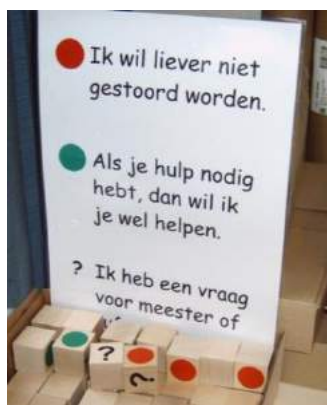 Ik wil liever niet
gestoord worden.
Als je hulp nodig
hebt, dan wil ik
je wel helpen.
? Ik heb een vraag
voor meester of
?
?